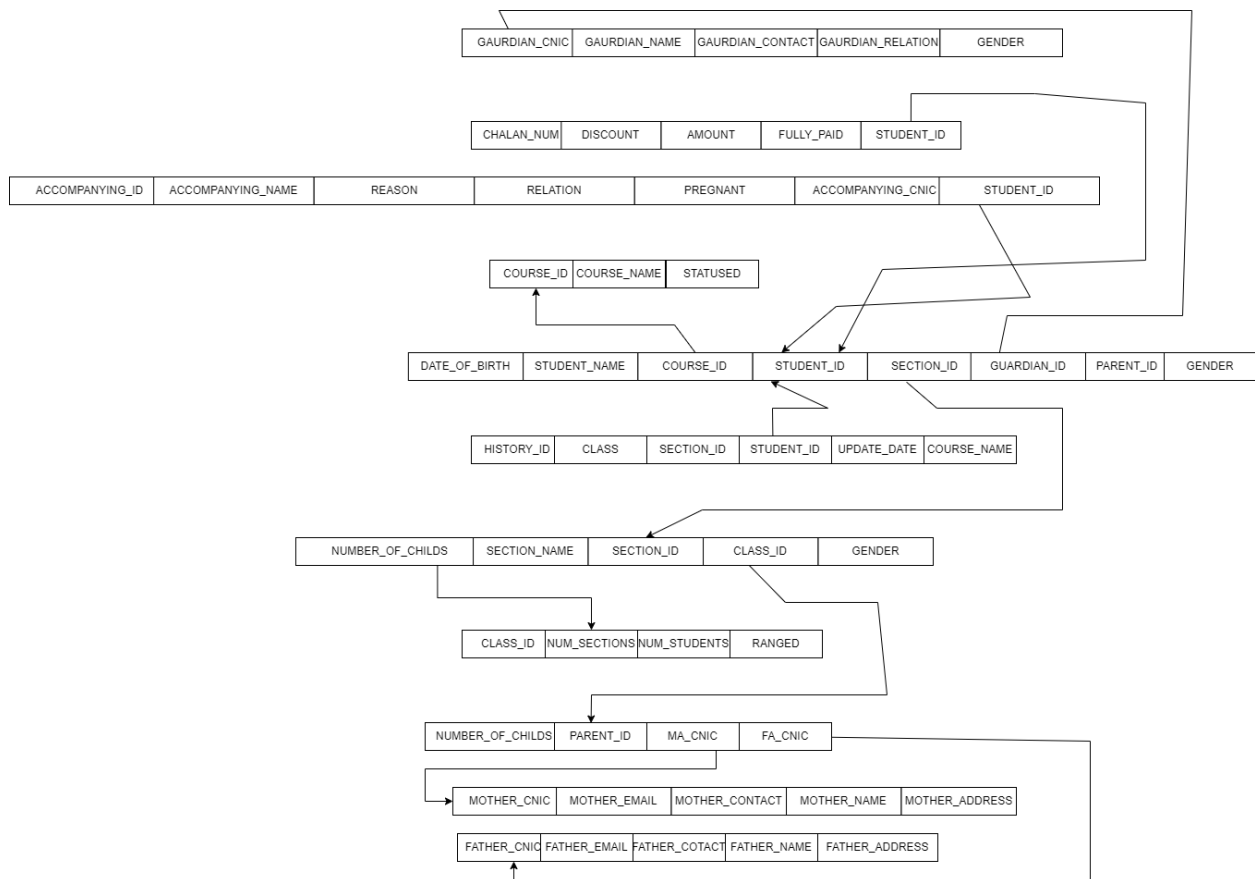 GAURDIAN_CNIC GAURDIAN_NAME GAURDIAN_CONTACT GAURDIAN_RELATION GENDER
CHALAN_NUM DISCOUNT AMOUNT FULLY_PAID STUDENT_ID
ACCOMPANYING_ID ACCOMPANYING_NAME REASON RELATION PREGNANT ACCOMPANYING_CNIC STUDENT_ID
COURSE_ID COURSE_NAME STATUSED
DATE_OF_BIRTH STUDENT_NAME COURSE_ID STUDENT_ID SECTION_ID GUARDIAN_ID PARENT_ID GENDER
HISTORY_ID CLASS SECTION_ID STUDENT_ID UPDATE_DATE COURSE_NAME
NUMBER_OF_CHILDS SECTION_NAME SECTION_ID CLASS_ID GENDER
CLASS_ID NUM_SECTIONS NUM_STUDENTS RANGED
NUMBER_OF_CHILDS PARENT_ID MA_CNIC FA_CNIC
MOTHER_CNIC MOTHER_EMAIL MOTHER_CONTACT MOTHER_NAME MOTHER_ADDRESS
FATHER_CNIC FATHER_EMAIL FATHER_COTACT FATHER_NAME FATHER_ADDRESS